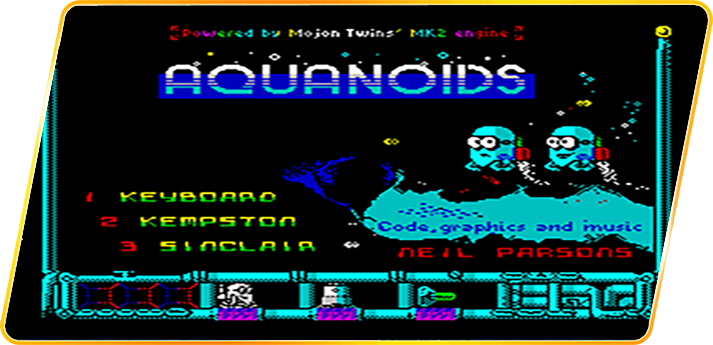 [Powered by Mojon Twins' MK2 engine]
AQUANOIDS
1 KEYBOARD
2 KEMPSTON
3 SINCLAIR
Code, graphics and music
NEIL PARSONS